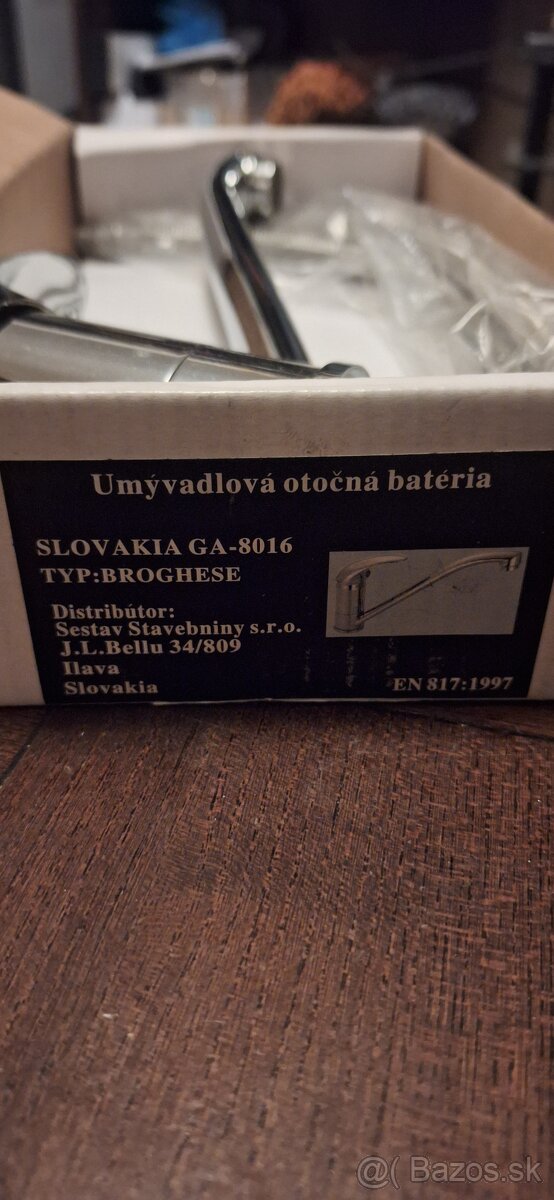 Umývadlová otočná batéria
SLOVAKIA GA-8016
TYP:BROGHESE
Distribútor:
Sestav Stavebniny s.r.o.
J.L.Bellu 34/809
Ilava
Slovakia
EN 817:1997
@( Bazos.sk